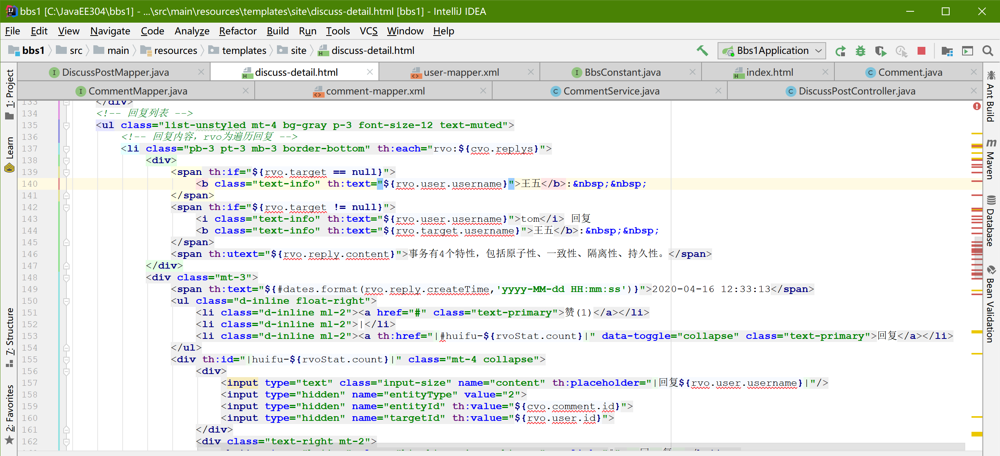 bbs1 [C:\JavaEE304\bbs1] - ...\src\main\resources\templates\site\discuss-detail.html [bbs1] - IntelliJ IDEA
File Edit View Navigate Code Analyze Refactor Build Run Tools VCS Window Help
bbs1 src main resources templates site discuss-detail.html Bbs1Application
DiscussPostMapper.java discuss-detail.html user-mapper.xml BbsConstant.java index.html Comment.java
CommentMapper.java comment-mapper.xml CommentService.java DiscussPostController.java
1: Project
Learn
7: Structure
2: Favorites
Ant Build
Maven
Database
Bean Validation
133 </div>
134 <!-- 回复列表 -->
135 <ul class="list-unstyled mt-4 bg-gray p-3 font-size-12 text-muted">
136 <!-- 回复内容，rvo为遍历回复 -->
137 <li class="pb-3 pt-3 mb-3 border-bottom" th:each="rvo:${cvo.replys}">
138 <div>
139 <span th:if="${rvo.target == null}">
140 <b class="text-info" th:text="${rvo.user.username}">王五</b>:&nbsp;&nbsp;
141 </span>
142 <span th:if="${rvo.target != null}">
143 <i class="text-info" th:text="${rvo.user.username}">tom</i> 回复
144 <b class="text-info" th:text="${rvo.target.username}">王五</b>:&nbsp;&nbsp;
145 </span>
146 <span th:utext="${rvo.reply.content}">事务有4个特性，包括原子性、一致性、隔离性、持久性。</span>
147 </div>
148 <div class="mt-3">
149 <span th:text="${#dates.format(rvo.reply.createTime,'yyyy-MM-dd HH:mm:ss')}">2020-04-16 12:33:13</span>
150 <ul class="d-inline float-right">
151 <li class="d-inline ml-2"><a href="#" class="text-primary">赞(1)</a></li>
152 <li class="d-inline ml-2">|</li>
153 <li class="d-inline ml-2"><a th:href="|#huifu-${rvoStat.count}|" data-toggle="collapse" class="text-primary">回复</a></li>
154 </ul>
155 <div th:id="|huifu-${rvoStat.count}|" class="mt-4 collapse">
156 <div>
157 <input type="text" class="input-size" name="content" th:placeholder="|回复${rvo.user.username}|"/>
158 <input type="hidden" name="entityType" value="2">
159 <input type="hidden" name="entityId" th:value="${cvo.comment.id}">
160 <input type="hidden" name="targetId" th:value="${rvo.user.id}">
161 </div>
162 <div class="text-right mt-2">